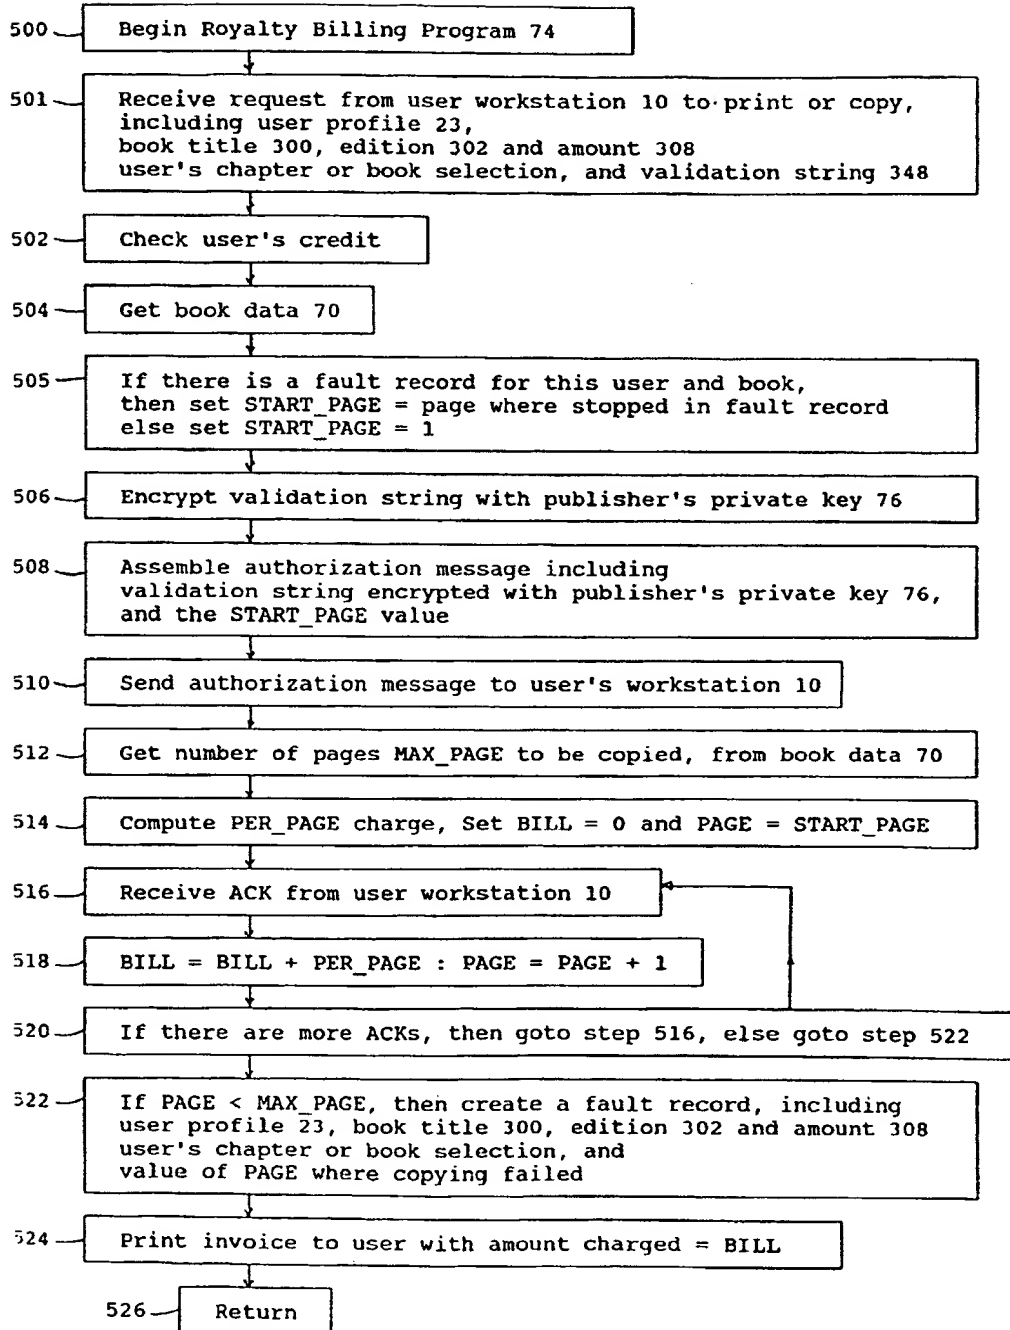 500 Begin Royalty Billing Program 74
501 Receive request from user workstation 10 to print or copy,
including user profile 23,
book title 300, edition 302 and amount 308
user's chapter or book selection, and validation string 348
502 Check user's credit
504 Get book data 70
505 If there is a fault record for this user and book,
then set START_PAGE = page where stopped in fault record
else set START_PAGE = 1
506 Encrypt validation string with publisher's private key 76
508 Assemble authorization message including
validation string encrypted with publisher's private key 76,
and the START_PAGE value
510 Send authorization message to user's workstation 10
512 Get number of pages MAX_PAGE to be copied, from book data 70
514 Compute PER_PAGE charge, Set BILL = 0 and PAGE = START_PAGE
516 Receive ACK from user workstation 10
518 BILL = BILL + PER_PAGE : PAGE = PAGE + 1
520 If there are more ACKs, then goto step 516, else goto step 522
522 If PAGE < MAX_PAGE, then create a fault record, including
user profile 23, book title 300, edition 302 and amount 308
user's chapter or book selection, and
value of PAGE where copying failed
524 Print invoice to user with amount charged = BILL
526 Return